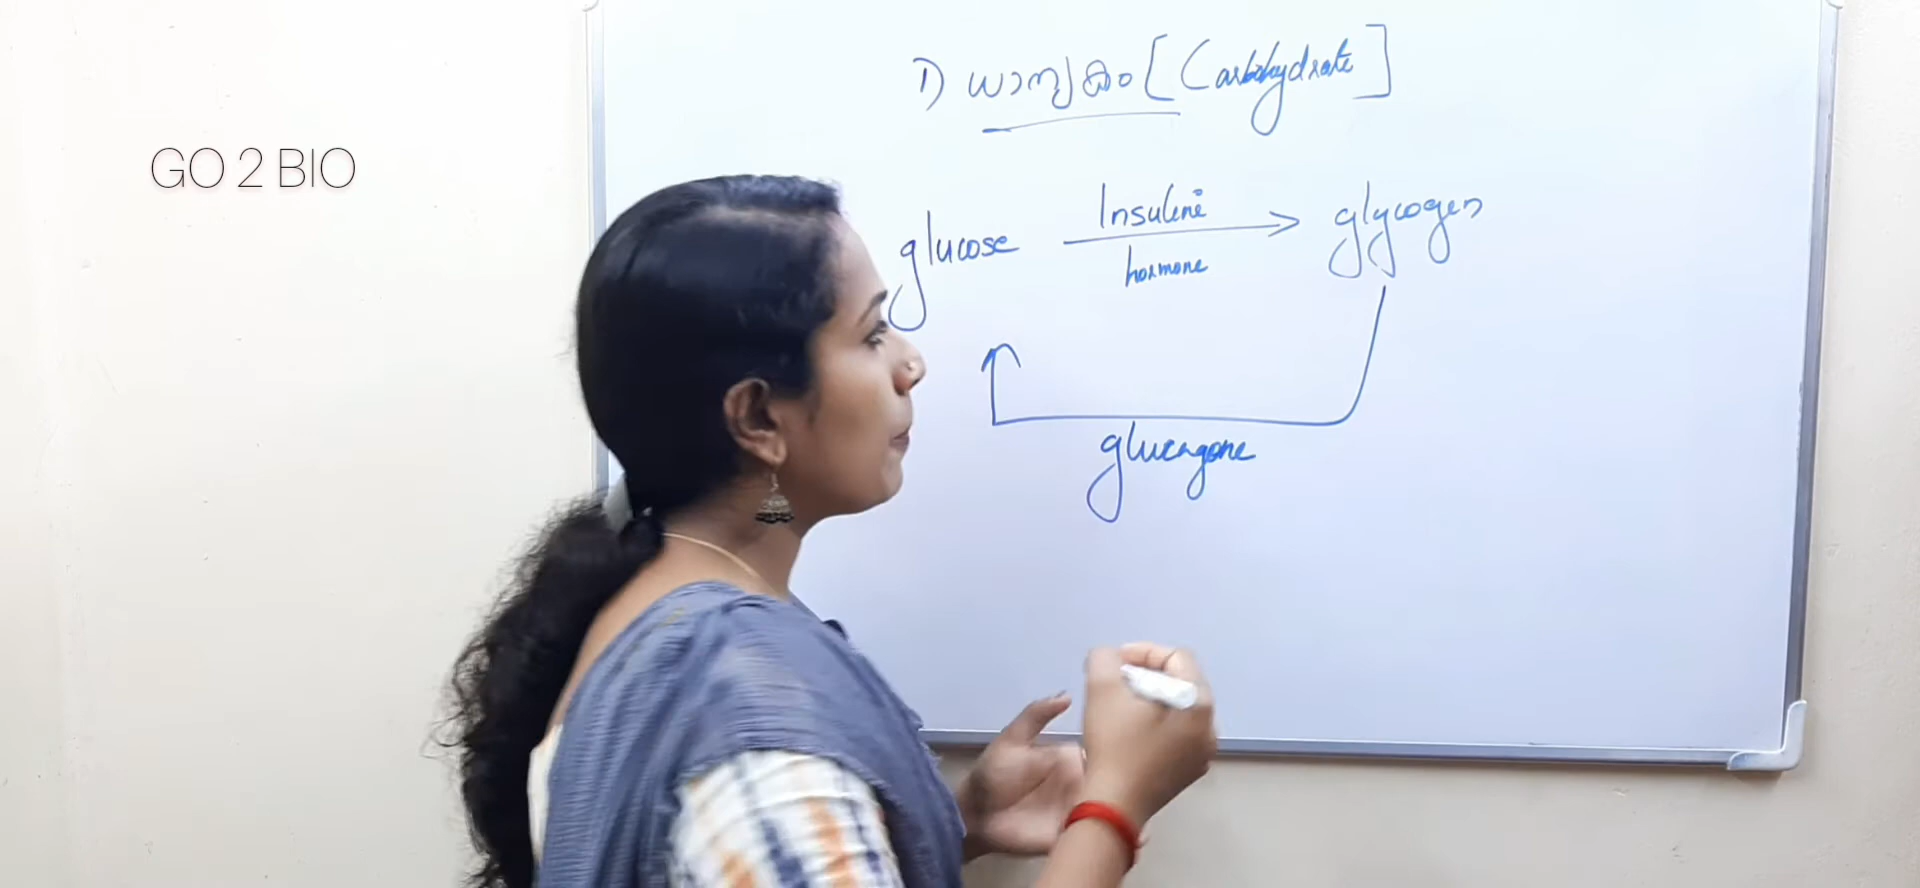 GO 2 BIO
1) ധാന്യകം [Carbohydrate]
glucose Insuline glycogen
hormone
glucagone